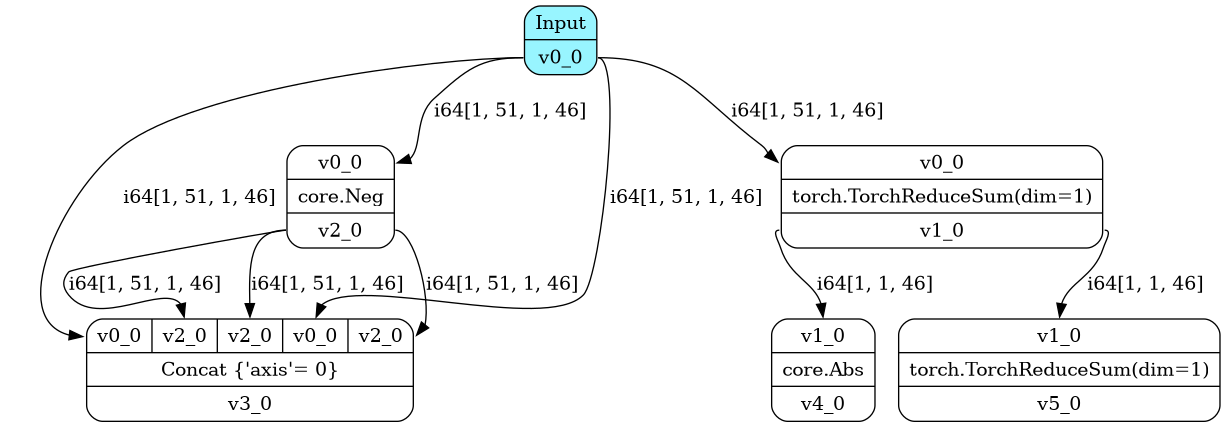 Input
v0_0
i64[1, 51, 1, 46]
i64[1, 51, 1, 46]
v0_0
core.Neg
v2_0
i64[1, 51, 1, 46]
i64[1, 51, 1, 46]
v0_0
torch.TorchReduceSum(dim=1)
v1_0
i64[1, 51, 1, 46]
i64[1, 51, 1, 46]
i64[1, 51, 1, 46]
i64[1, 1, 46]
i64[1, 1, 46]
v0_0 v2_0 v2_0 v0_0 v2_0
Concat {'axis'= 0}
v3_0
v1_0
core.Abs
v4_0
v1_0
torch.TorchReduceSum(dim=1)
v5_0